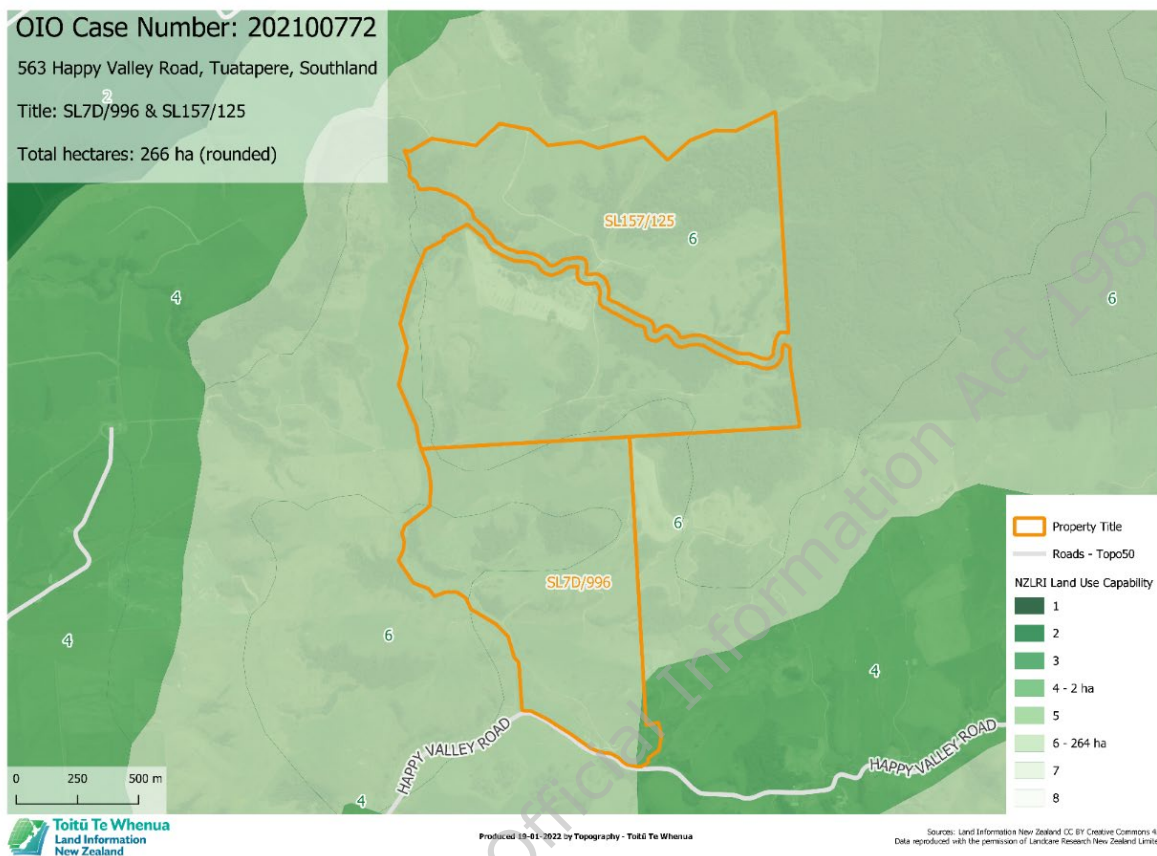 OIO Case Number: 202100772
563 Happy Valley Road, Tuatapere, Southland
Title: SL7D/996 & SL157/125
Total hectares: 266 ha (rounded)
2
SL157/125
6
4
6
6
SL7D/996
4
6
4
4
HAPPY VALLEY ROAD
HAPPY VALLEY ROAD
Official Information Act 1982
Property Title
Roads - Topo50
NZLRI Land Use Capability
1
2
3
4 - 2 ha
5
6 - 264 ha
7
8
0 250 500 m
Toitū Te Whenua
Land Information
New Zealand
Produced 19-01-2022 by Topography - Toitū Te Whenua
Sources: Land Information New Zealand CC BY Creative Commons 4
Data reproduced with the permission of Landcare Research New Zealand Limite